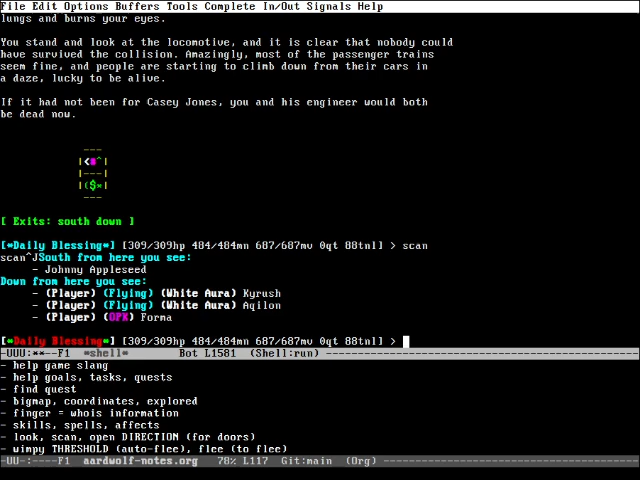 File Edit Options Buffers Tools Complete In/Out Signals Help
lungs and burns your eyes.
You stand and look at the locomotive, and it is clear that nobody could
have survived the collision. Amazingly, most of the passenger trains
seem fine, and people are starting to climb down from their cars in
a daze, lucky to be alive.
If it had not been for Casey Jones, you and his engineer would both
be dead now.
---
|<#^|
---
|($*|
---
[ Exits: south down ]
[*Daily Blessing*] [309/309hp 484/484mn 687/687mv 0qt 88tnl] > scan
scan^JSouth from here you see:
- Johnny Appleseed
Down from here you see:
- (Player) (Flying) (White Aura) Kyrush
- (Player) (Flying) (White Aura) Aqilon
- (Player) (OPK) Forma
[*Daily Blessing*] [309/309hp 484/484mn 687/687mv 0qt 88tnl] >
-UUU:**--F1 *shell* Bot L1581 (Shell:run) ----------------------------------------
- help game slang
- help goals, tasks, quests
- find quest
- bigmap, coordinates, explored
- finger = whois information
- skills, spells, affects
- look, scan, open DIRECTION (for doors)
- wimpy THRESHOLD (auto-flee), flee (to flee)
-UU-:----F1 aardwolf-notes.org 78% L117 Git:main (Org) ----------------------------